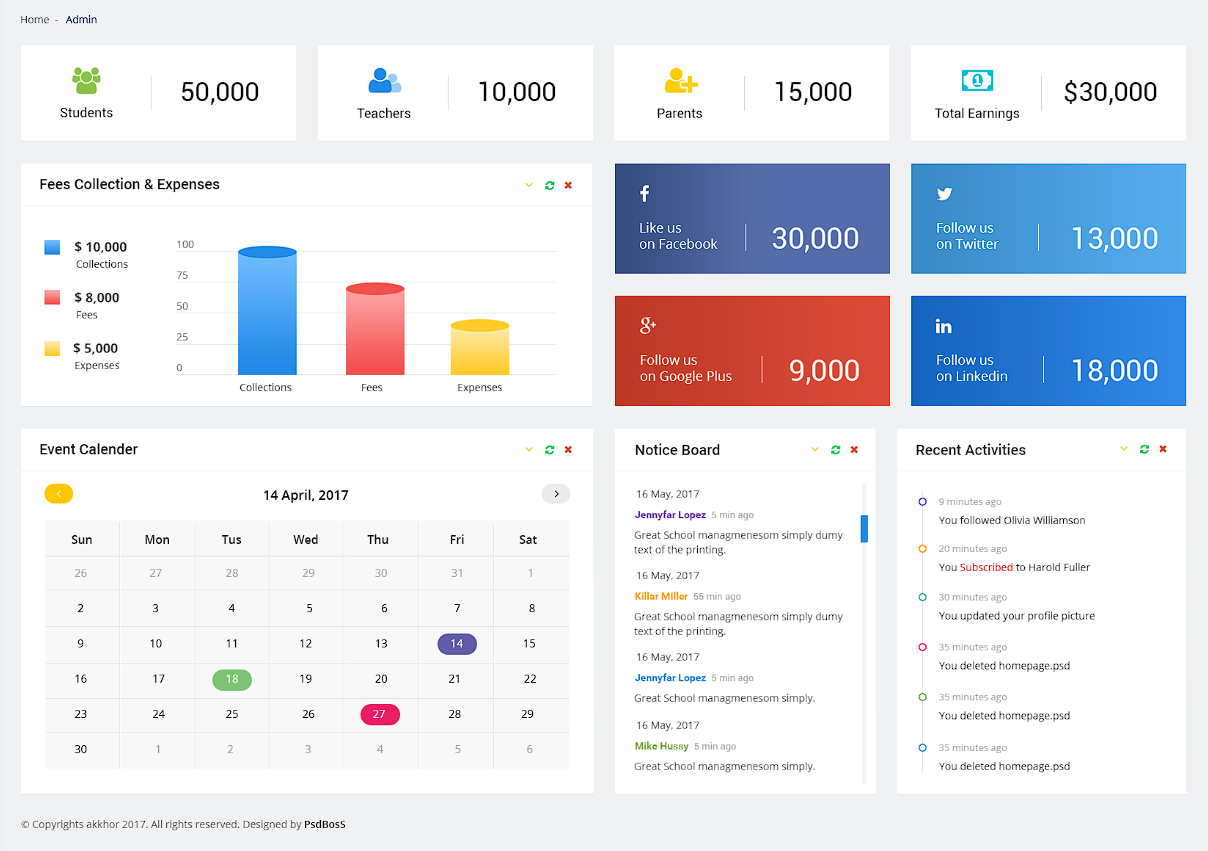 Home - Admin
Students
50,000
Teachers
10,000
Parents
15,000
1
Total Earnings
$30,000
Fees Collection & Expenses
$ 10,000
Collections
$ 8,000
Fees
$ 5,000
Expenses
100
75
50
25
0
Collections
Fees
Expenses
f
Like us
on Facebook
30,000
Follow us
on Twitter
13,000
g+
Follow us
on Google Plus
9,000
in
Follow us
on Linkedin
18,000
Event Calender
14 April, 2017
Sun Mon Tus Wed Thu Fri Sat
26 27 28 29 30 31 1
2 3 4 5 6 7 8
9 10 11 12 13 14 15
16 17 18 19 20 21 22
23 24 25 26 27 28 29
30 1 2 3 4 5 6
Notice Board
16 May, 2017
Jennyfar Lopez 5 min ago
Great School managmenesom simply dumy
text of the printing.
16 May, 2017
Killar Miller 55 min ago
Great School managmenesom simply dumy
text of the printing.
16 May, 2017
Jennyfar Lopez 5 min ago
Great School managmenesom simply.
16 May, 2017
Mike Hussy 5 min ago
Great School managmenesom simply.
Recent Activities
9 minutes ago
You followed Olivia Williamson
20 minutes ago
You Subscribed to Harold Fuller
30 minutes ago
You updated your profile picture
35 minutes ago
You deleted homepage.psd
35 minutes ago
You deleted homepage.psd
35 minutes ago
You deleted homepage.psd
© Copyrights akkhor 2017. All rights reserved. Designed by PsdBosS